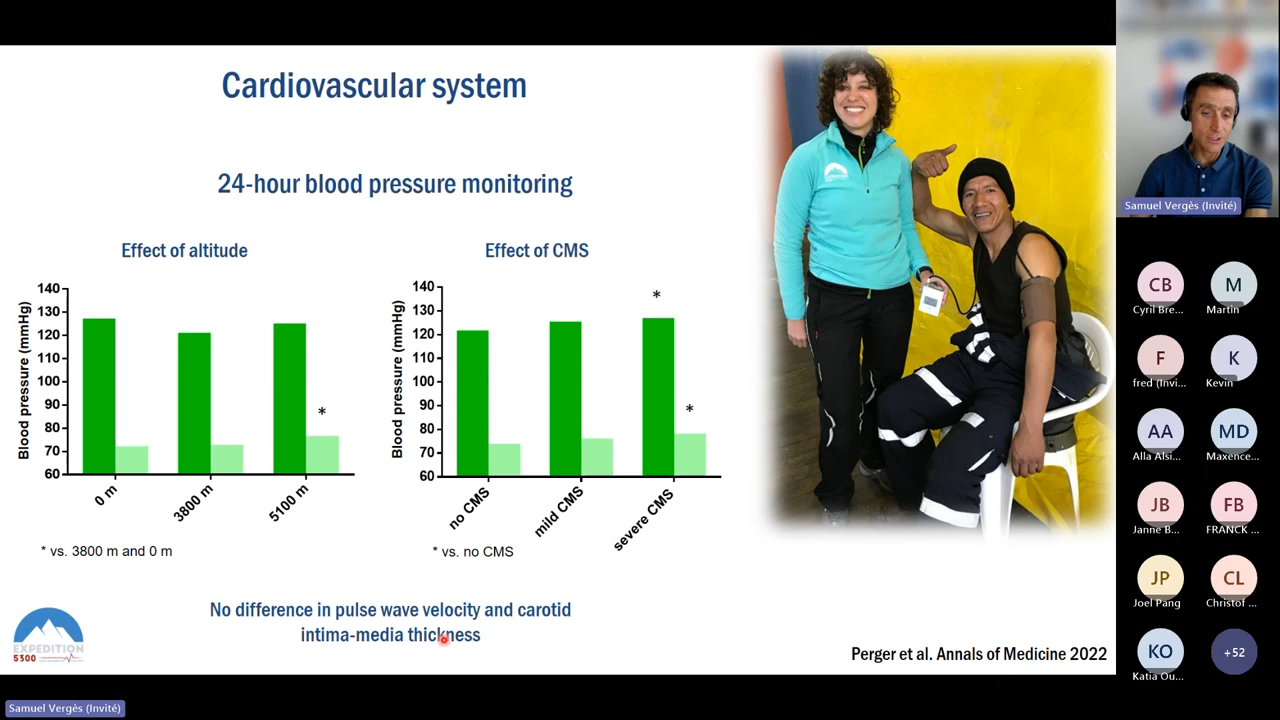 Cardiovascular system
24-hour blood pressure monitoring
Effect of altitude
Blood pressure (mmHg)
140
130
120
110
100
90
80
70
60
*
0 m
3800 m
5100 m
* vs. 3800 m and 0 m
Effect of CMS
Blood pressure (mmHg)
140
130
120
110
100
90
80
70
60
*
*
no CMS
mild CMS
severe CMS
* vs. no CMS
No difference in pulse wave velocity and carotid
intima-media thickness
EXPEDITION
5300
Perger et al. Annals of Medicine 2022
Samuel Vergès (Invité)
Samuel Vergès (Invité)
CB
Cyril Bre...
M
Martin
F
fred (Invi...
K
Kevin
AA
Alla Alsi...
MD
Maxence...
JB
Janne B...
FB
FRANCK ...
JP
Joel Pang
CL
Christof ...
KO
Katia Ou...
+52